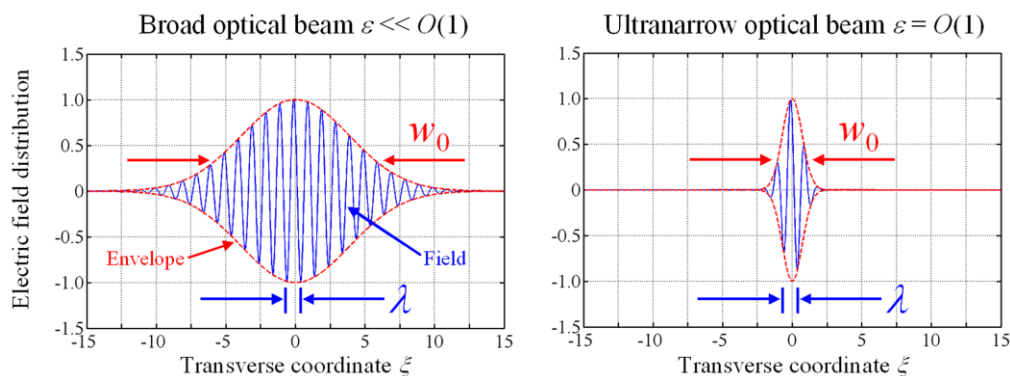 Broad optical beam ε << O(1)
Ultranarrow optical beam ε = O(1)
Electric field distribution
1.5
1.0
0.5
0
-0.5
-1.0
-1.5
w₀
Envelope
Field
λ
-15 -10 -5 0 5 10 15
Transverse coordinate ξ
1.5
1.0
0.5
0
-0.5
-1.0
-1.5
w₀
λ
-15 -10 -5 0 5 10 15
Transverse coordinate ξ